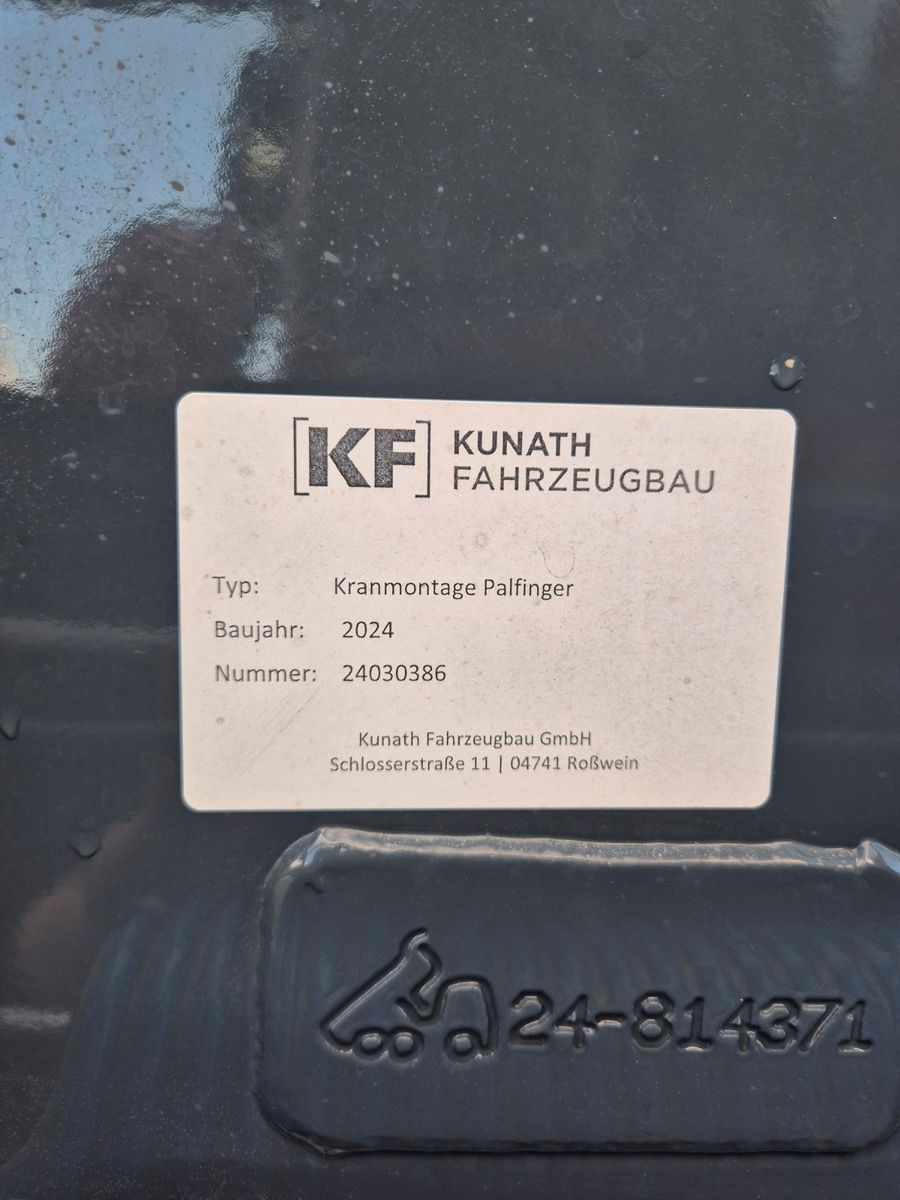 [KF] KUNATH
FAHRZEUGBAU
Typ: Kranmontage Palfinger
Baujahr: 2024
Nummer: 24030386
Kunath Fahrzeugbau GmbH
Schlosserstraße 11 | 04741 Roßwein
24-814371